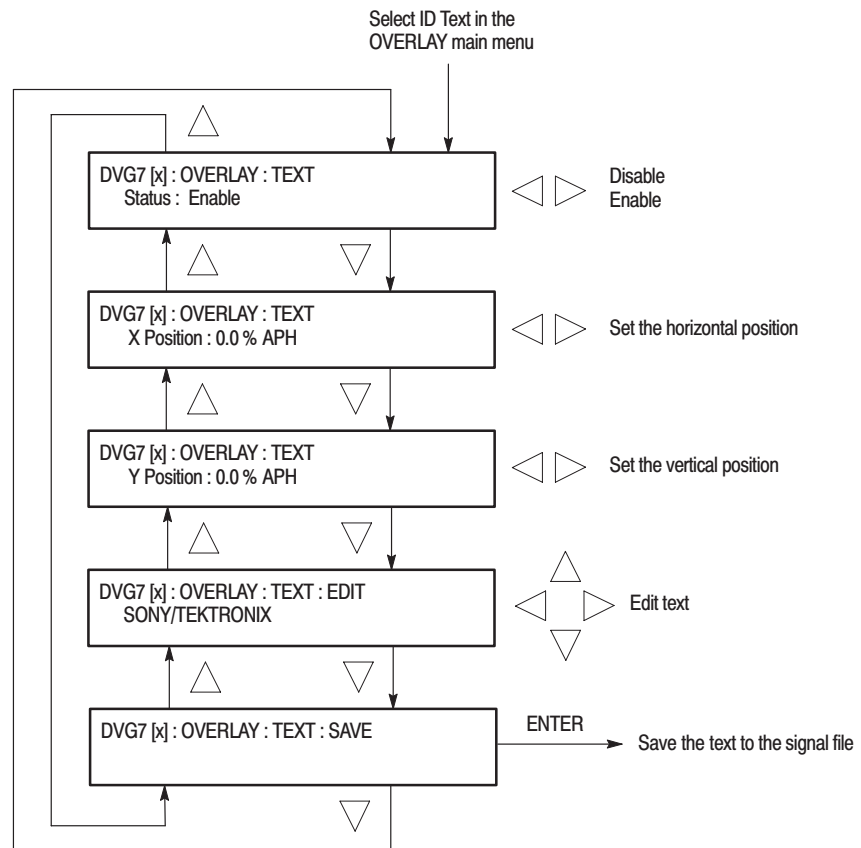 Select ID Text in the
OVERLAY main menu
DVG7 [x] : OVERLAY : TEXT
Status : Enable
Disable
Enable
DVG7 [x] : OVERLAY : TEXT
X Position : 0.0 % APH
Set the horizontal position
DVG7 [x] : OVERLAY : TEXT
Y Position : 0.0 % APH
Set the vertical position
DVG7 [x] : OVERLAY : TEXT : EDIT
SONY/TEKTRONIX
Edit text
DVG7 [x] : OVERLAY : TEXT : SAVE
ENTER
Save the text to the signal file